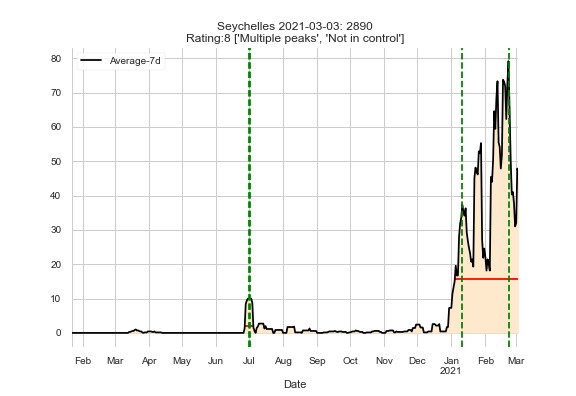 Seychelles 2021-03-03: 2890
Rating:8 ['Multiple peaks', 'Not in control']
Average-7d
80
70
60
50
40
30
20
10
0
Feb Mar Apr May Jun Jul Aug Sep Oct Nov Dec Jan Feb Mar
2021
Date